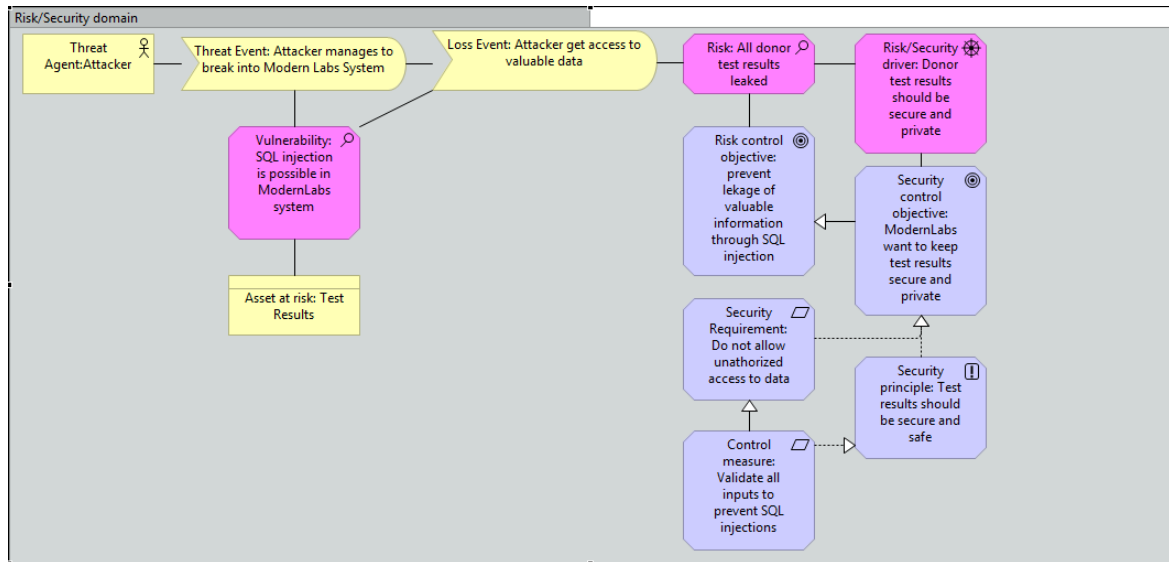 Risk/Security domain
Threat
Agent:Attacker
Threat Event: Attacker manages to
break into Modern Labs System
Loss Event: Attacker get access to
valuable data
Risk: All donor
test results
leaked
Risk/Security
driver: Donor
test results
should be
secure and
private
Vulnerability:
SQL injection
is possible in
ModernLabs
system
Risk control
objective:
prevent
lekage of
valuable
information
through SQL
injection
Security
control
objective:
ModernLabs
want to keep
test results
secure and
private
Asset at risk: Test
Results
Security
Requirement:
Do not allow
unathorized
access to data
Security
principle: Test
results should
be secure and
safe
Control
measure:
Validate all
inputs to
prevent SQL
injections